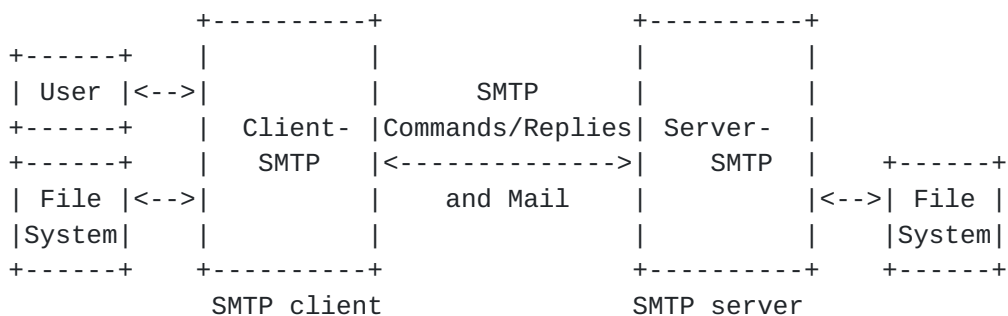 +----------+                +----------+
+------+    |          |                |          |
| User |<-->|          |      SMTP      |          |
+------+    |  Client- |Commands/Replies| Server-  |
+------+    |   SMTP   |<-------------->|    SMTP  |    +------+
| File |<-->|          |    and Mail    |          |<-->| File |
|System|    |          |                |          |    |System|
+------+    +----------+                +----------+    +------+
             SMTP client                SMTP server